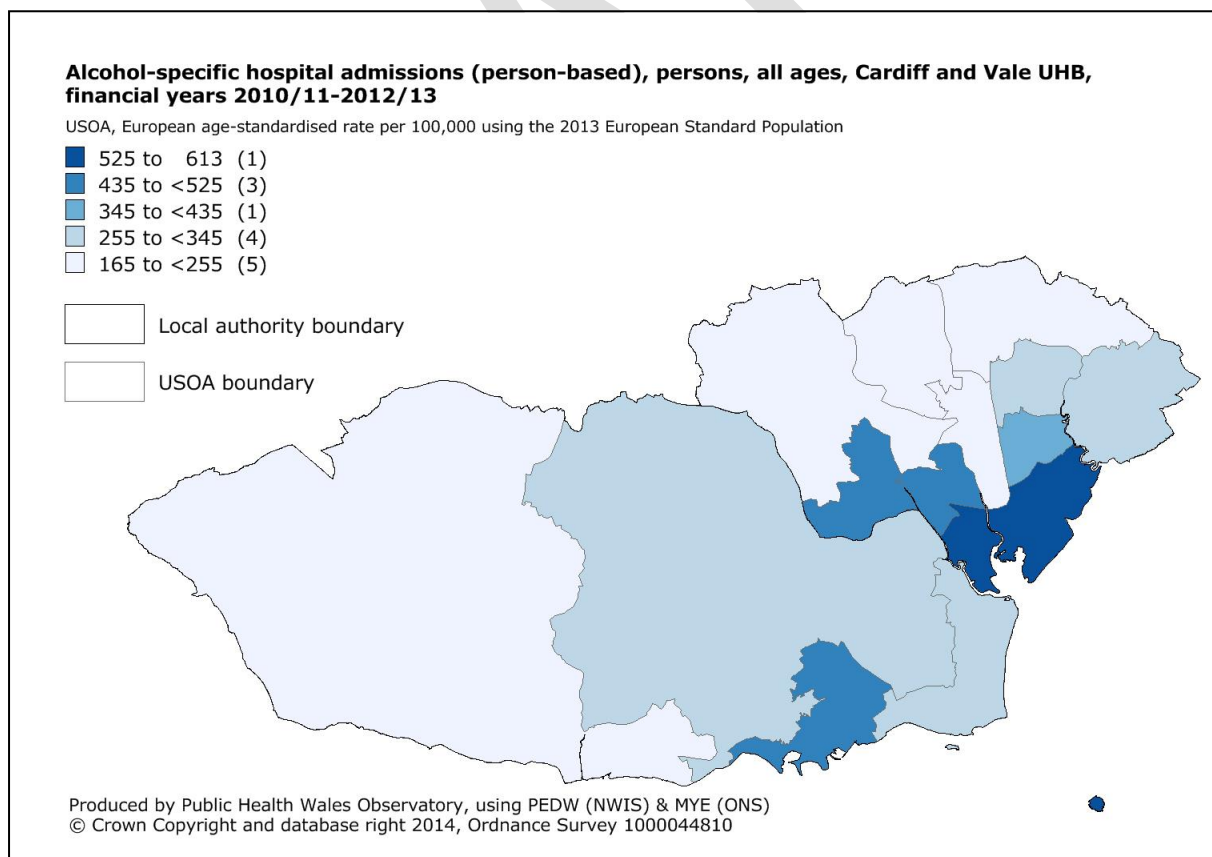 Alcohol-specific hospital admissions (person-based), persons, all ages, Cardiff and Vale UHB,
financial years 2010/11-2012/13
USOA, European age-standardised rate per 100,000 using the 2013 European Standard Population
525 to 613 (1)
435 to <525 (3)
345 to <435 (1)
255 to <345 (4)
165 to <255 (5)
Local authority boundary
USOA boundary
Produced by Public Health Wales Observatory, using PEDW (NWIS) & MYE (ONS)
© Crown Copyright and database right 2014, Ordnance Survey 1000044810